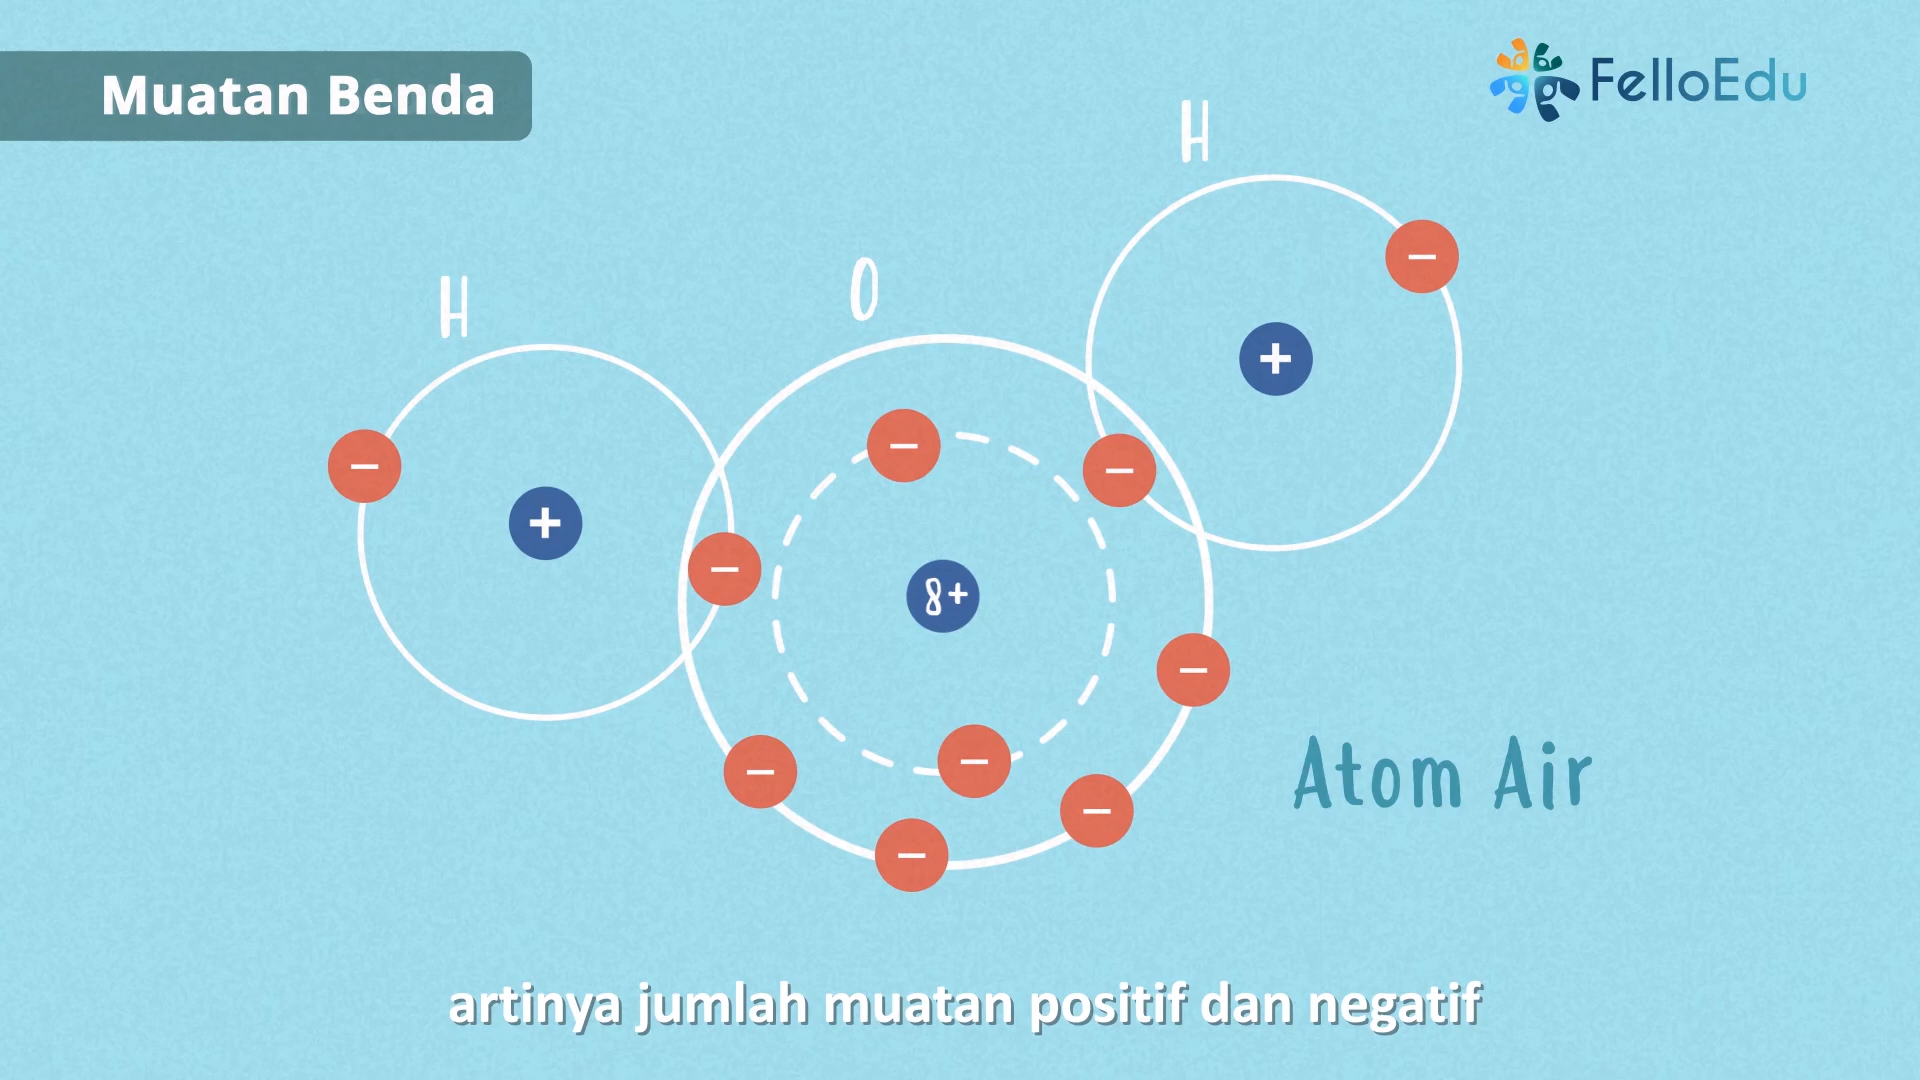 Muatan Benda
FelloEdu
H
H
O
−
+
−
+
−
−
−
8+
−
−
−
−
−
Atom Air
artinya jumlah muatan positif dan negatif